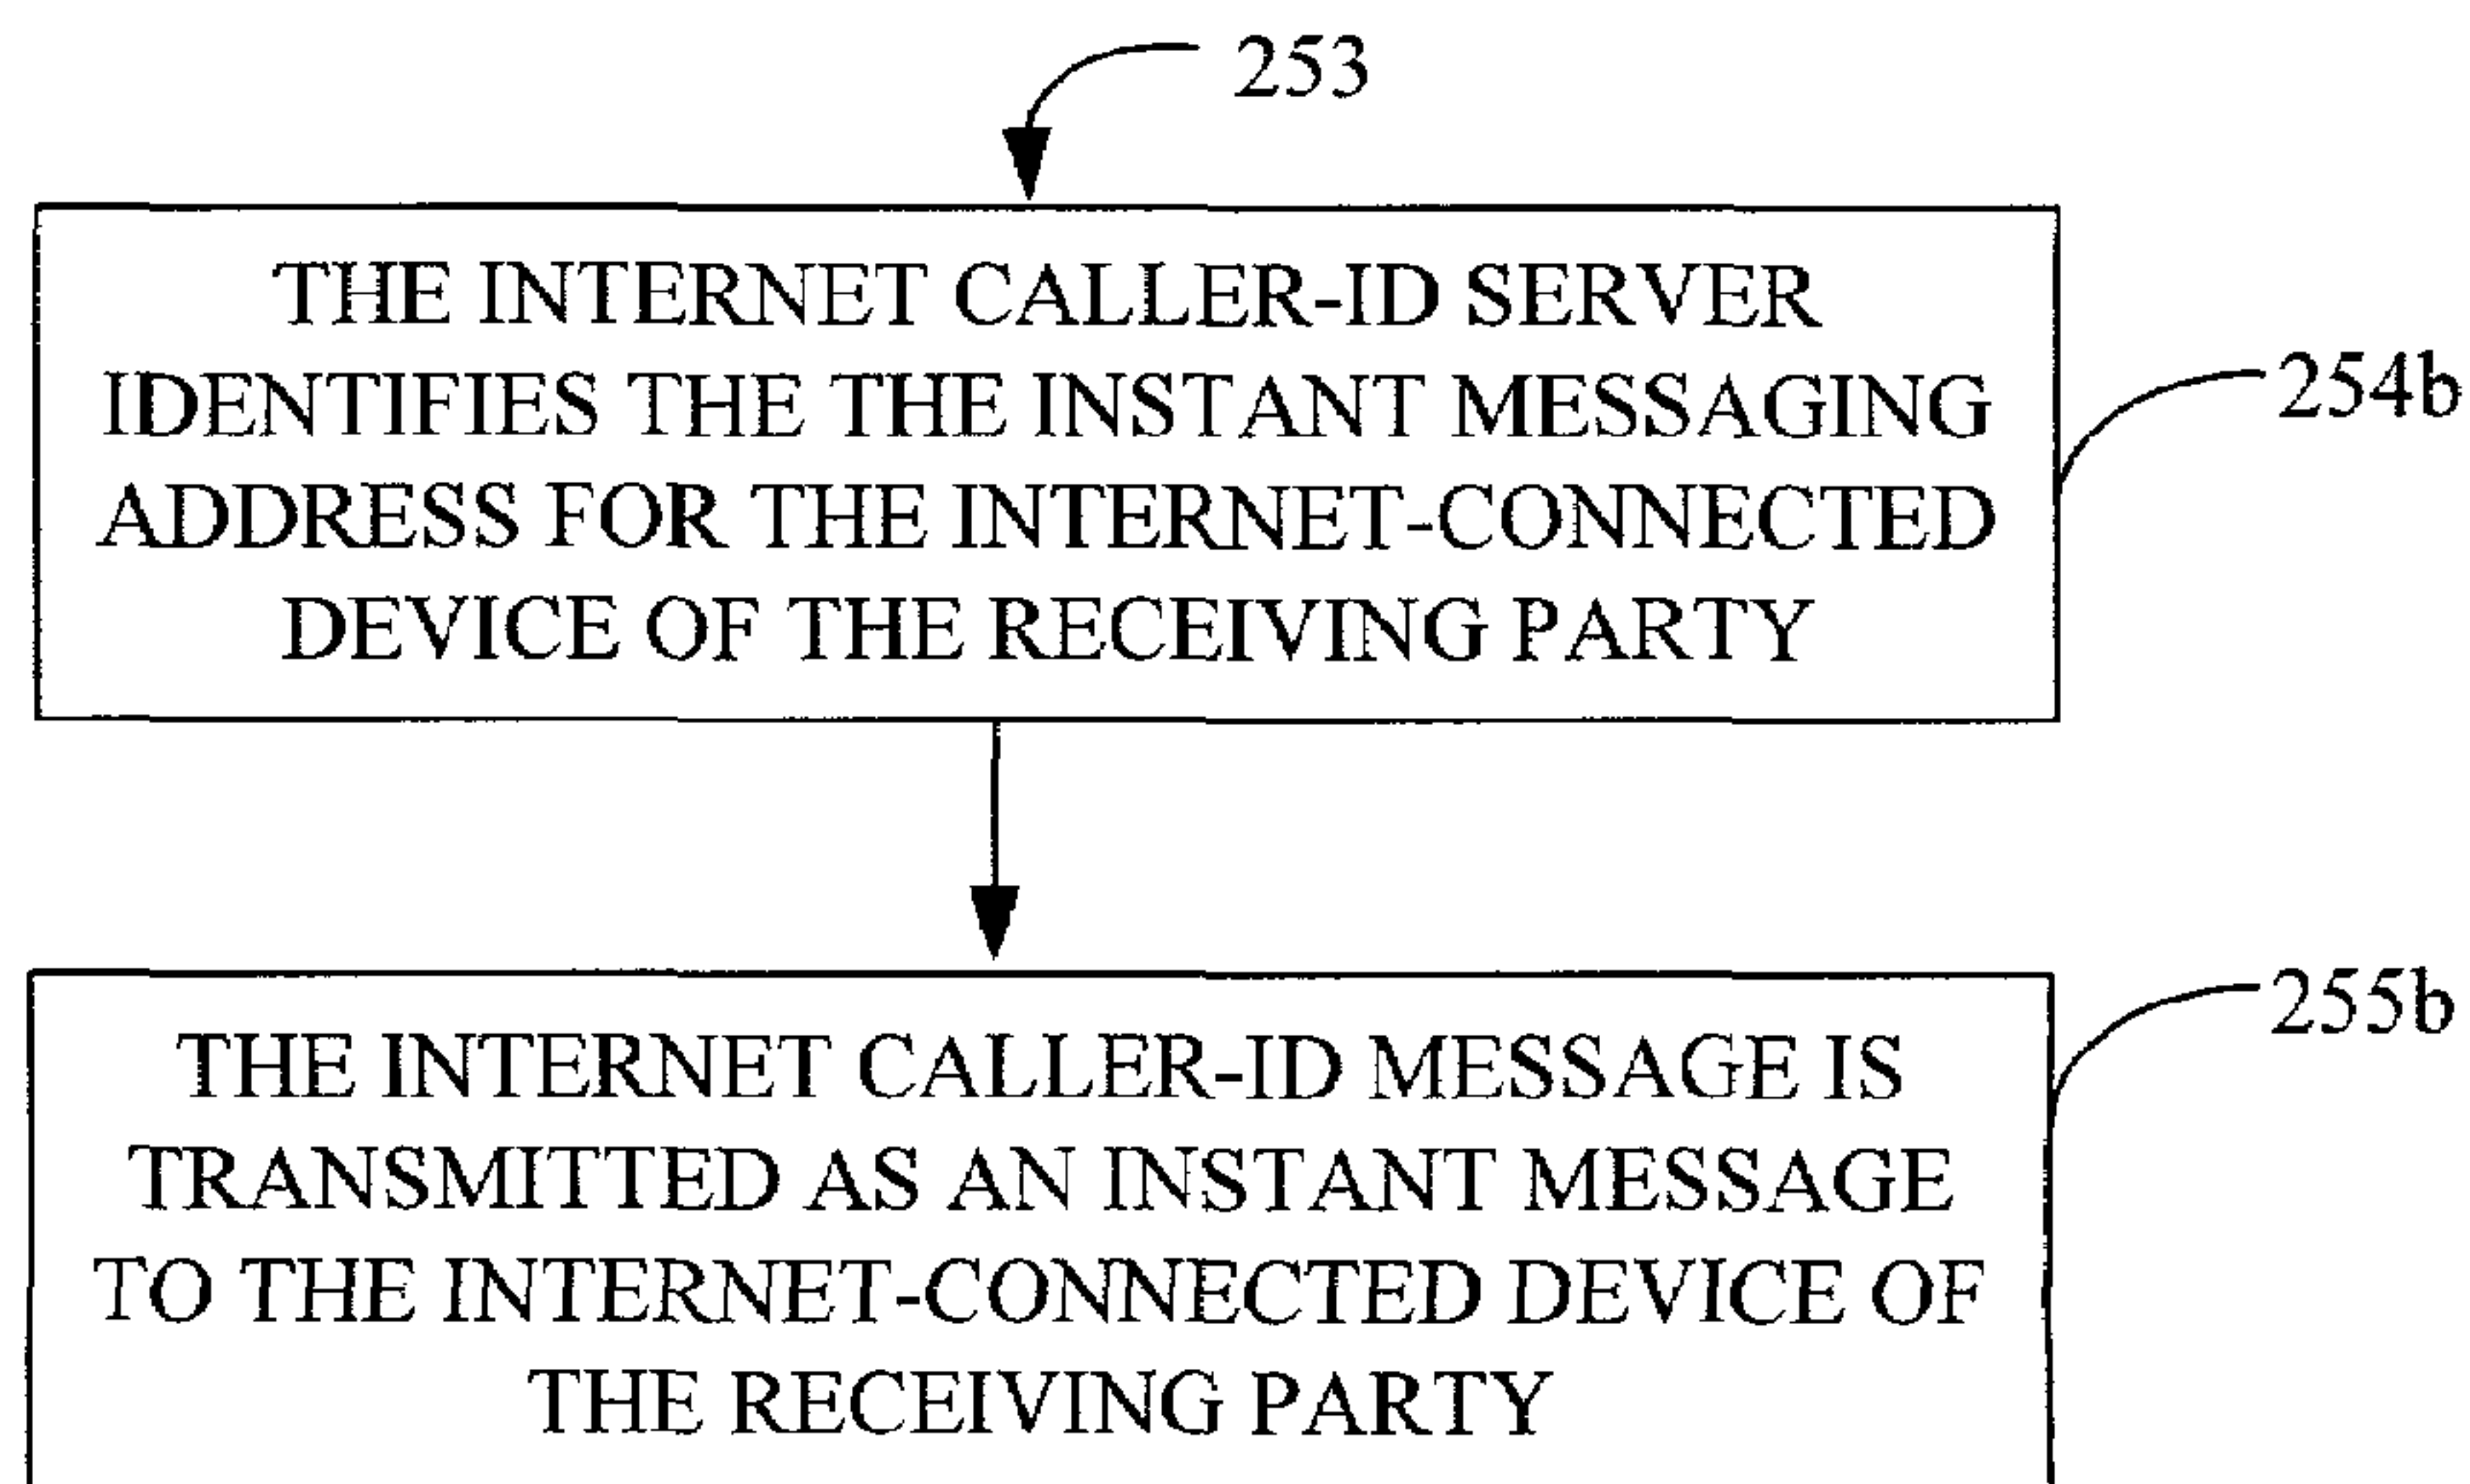 253
THE INTERNET CALLER-ID SERVER
IDENTIFIES THE THE INSTANT MESSAGING
ADDRESS FOR THE INTERNET-CONNECTED
DEVICE OF THE RECEIVING PARTY
254b
THE INTERNET CALLER-ID MESSAGE IS
TRANSMITTED AS AN INSTANT MESSAGE
TO THE INTERNET-CONNECTED DEVICE OF
THE RECEIVING PARTY
255b